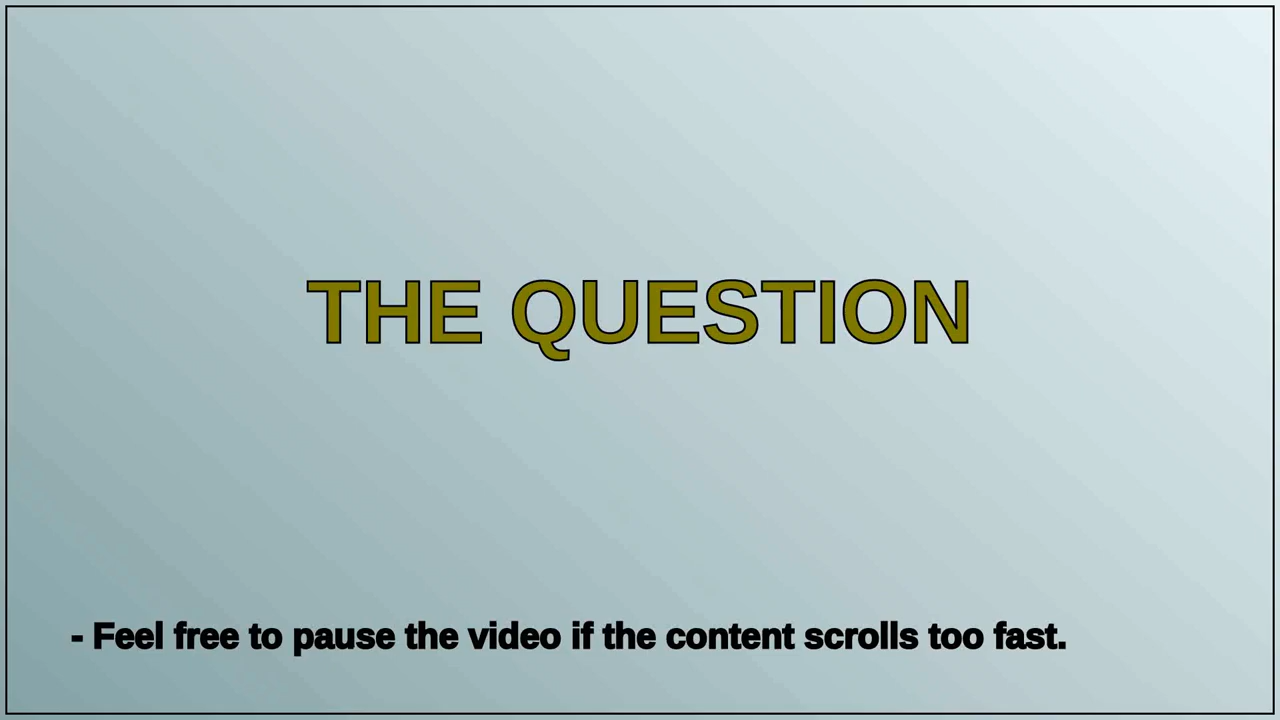 THE QUESTION
- Feel free to pause the video if the content scrolls too fast.